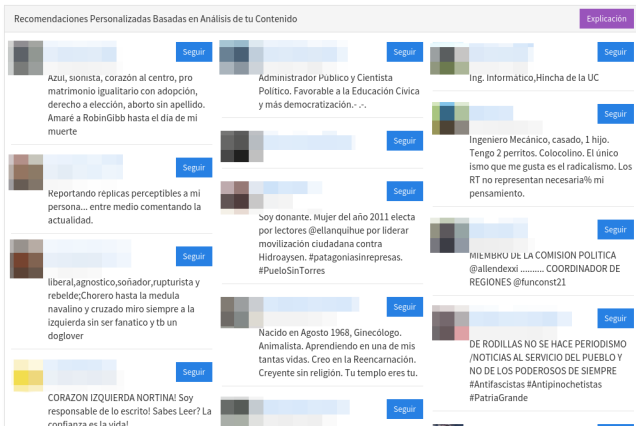 Recomendaciones Personalizadas Basadas en Análisis de tu Contenido
Explicación
Seguir
Azul, sionista, corazón al centro, pro
matrimonio igualitario con adopción,
derecho a elección, aborto sin apellido.
Amaré a RobinGibb hasta el día de mi
muerte
Seguir
Reportando réplicas perceptibles a mi
persona... entre medio comentando la
actualidad.
Seguir
liberal,agnostico,soñador,rupturista y
rebelde;Chorero hasta la medula
navalino y cruzado miro siempre a la
izquierda sin ser fanatico y tb un
doglover
Seguir
CORAZON IZQUIERDA NORTINA! Soy
responsable de lo escrito! Sabes Leer? La
confianza es la vida!
Seguir
Administrador Público y Cientista
Político. Favorable a la Educación Cívica
y más democratización.- .-.
Seguir
Seguir
Soy donante. Mujer del año 2011 electa
por lectores @ellanquihue por liderar
movilización ciudadana contra
Hidroaysen. #patagoniasinrepresas.
#PueloSinTorres
Seguir
Nacido en Agosto 1968, Ginecólogo.
Animalista. Aprendiendo en una de mis
tantas vidas. Creo en la Reencarnación.
Creyente sin religión. Tu templo eres tu.
Seguir
Seguir
Ing. Informático,Hincha de la UC
Seguir
Ingeniero Mecánico, casado, 1 hijo.
Tengo 2 perritos. Colocolino. El único
ismo que me gusta es el radicalismo. Los
RT no representan necesaria% mi
pensamiento.
Seguir
MIEMBRO DE LA COMISION POLITICA
@allendexxi .......... COORDINADOR DE
REGIONES @funconst21
Seguir
DE RODILLAS NO SE HACE PERIODISMO
/NOTICIAS AL SERVICIO DEL PUEBLO Y
NO DE LOS PODEROSOS DE SIEMPRE
#Antifascistas #Antipinochetistas
#PatriaGrande